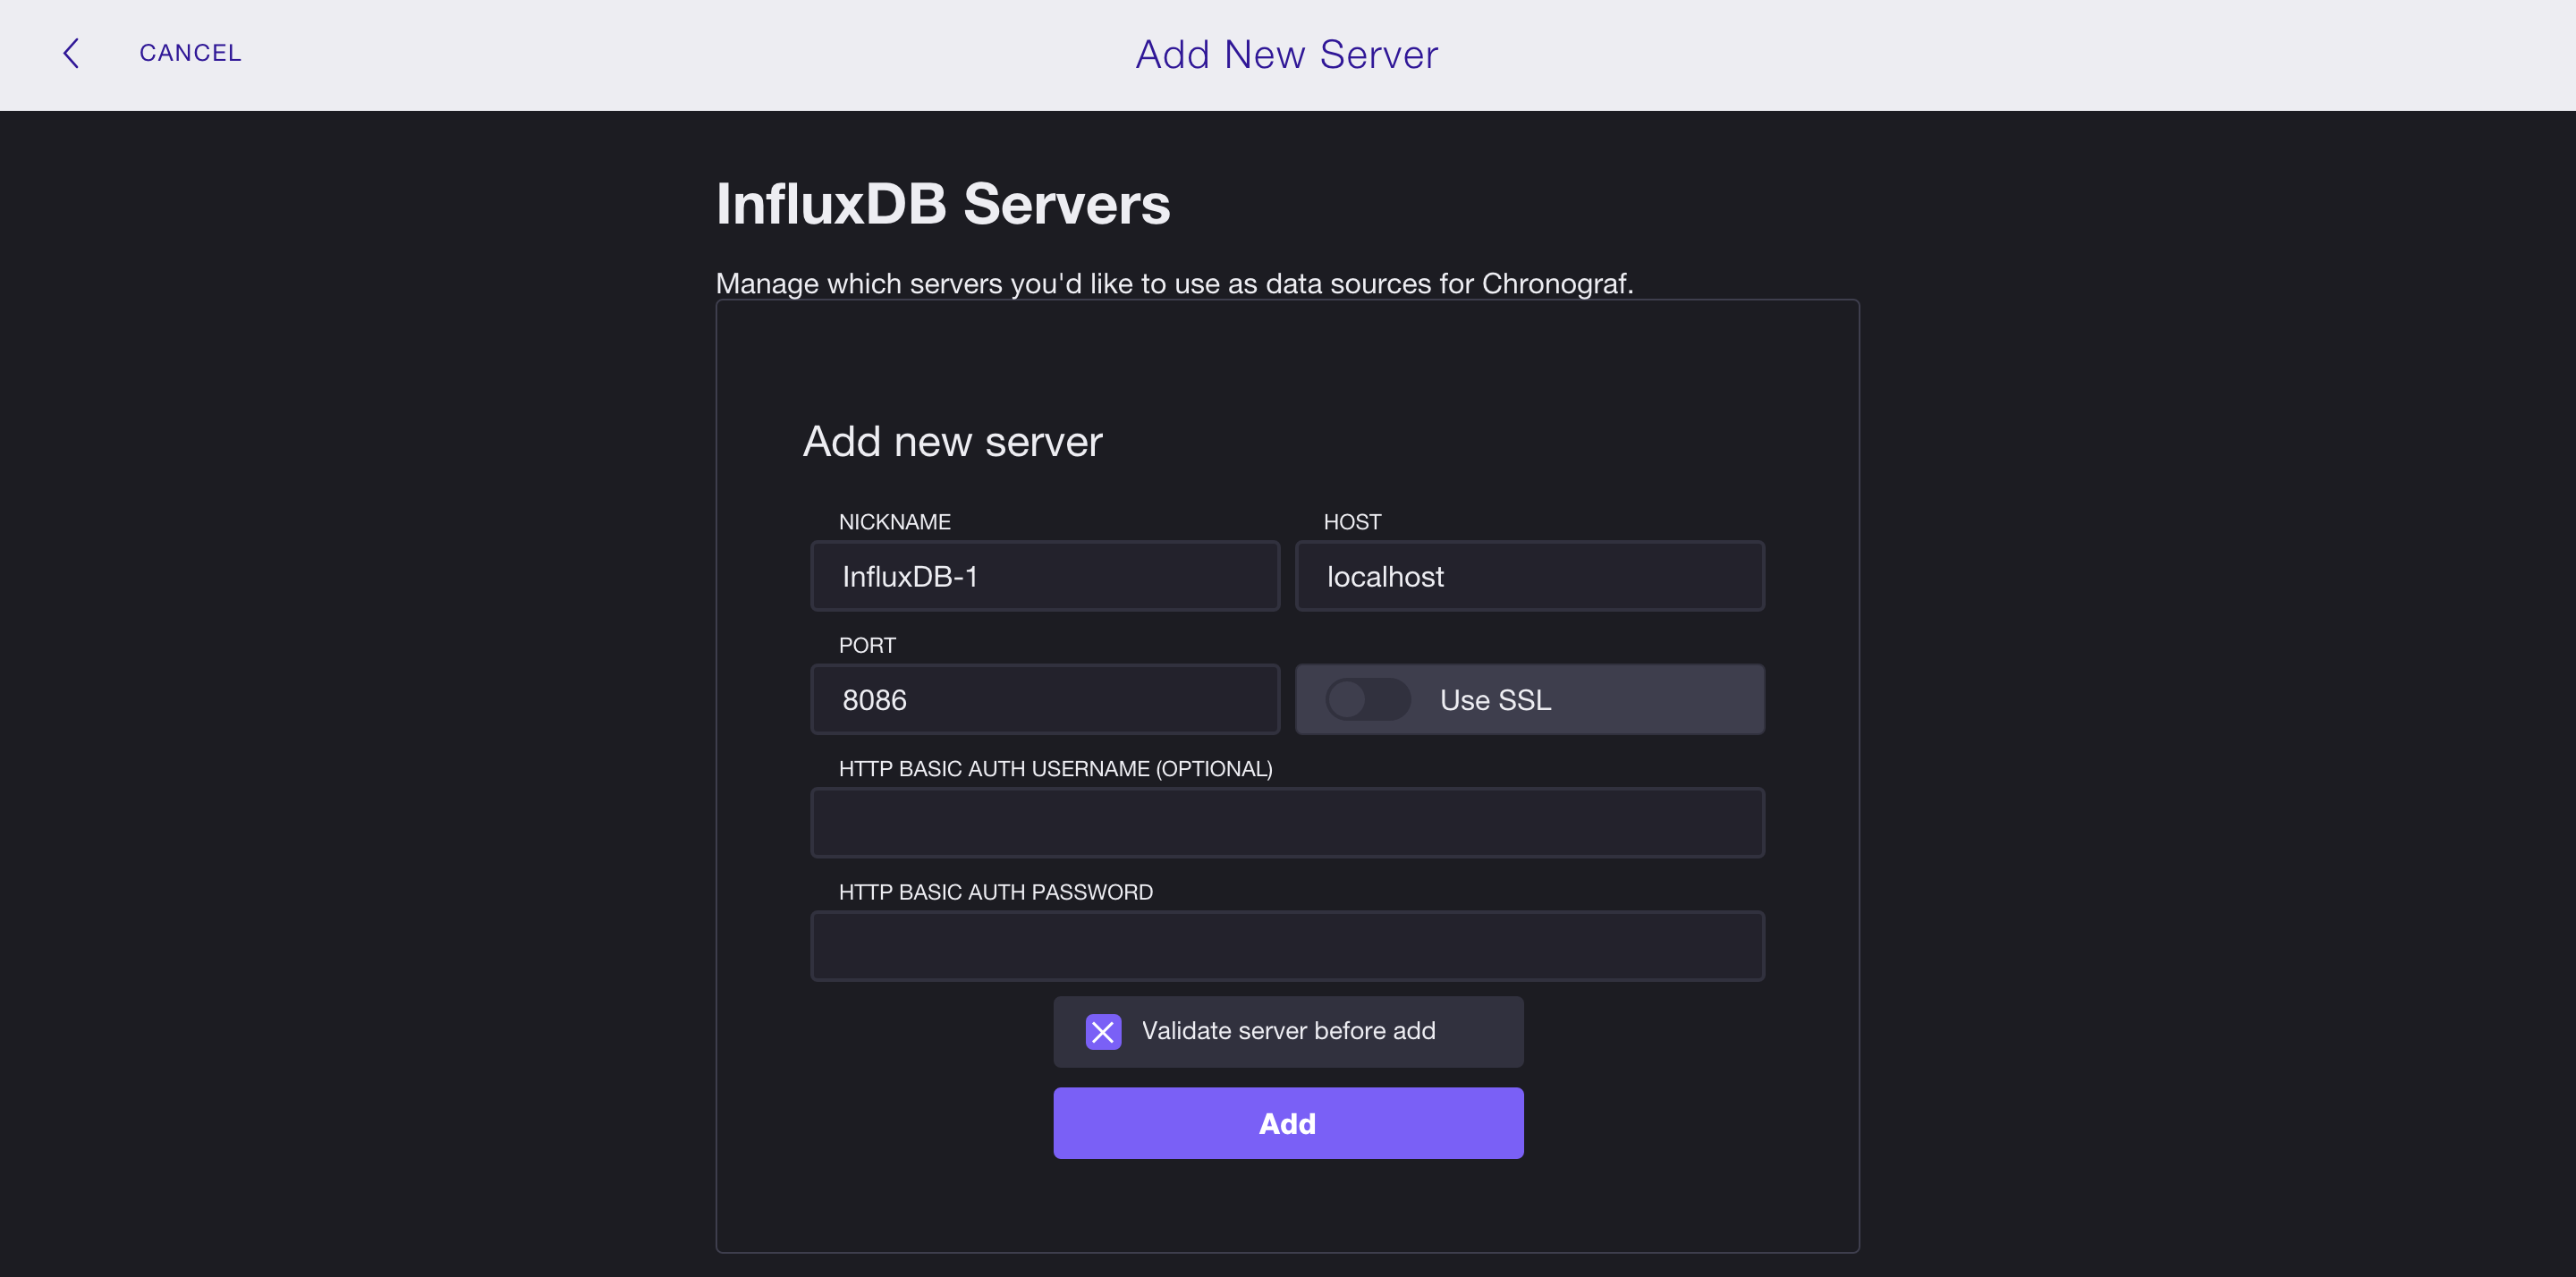 CANCEL
Add New Server
InfluxDB Servers
Manage which servers you'd like to use as data sources for Chronograf.
Add new server
NICKNAME
HOST
InfluxDB-1
localhost
PORT
8086
Use SSL
HTTP BASIC AUTH USERNAME (OPTIONAL)
HTTP BASIC AUTH PASSWORD
Validate server before add
Add